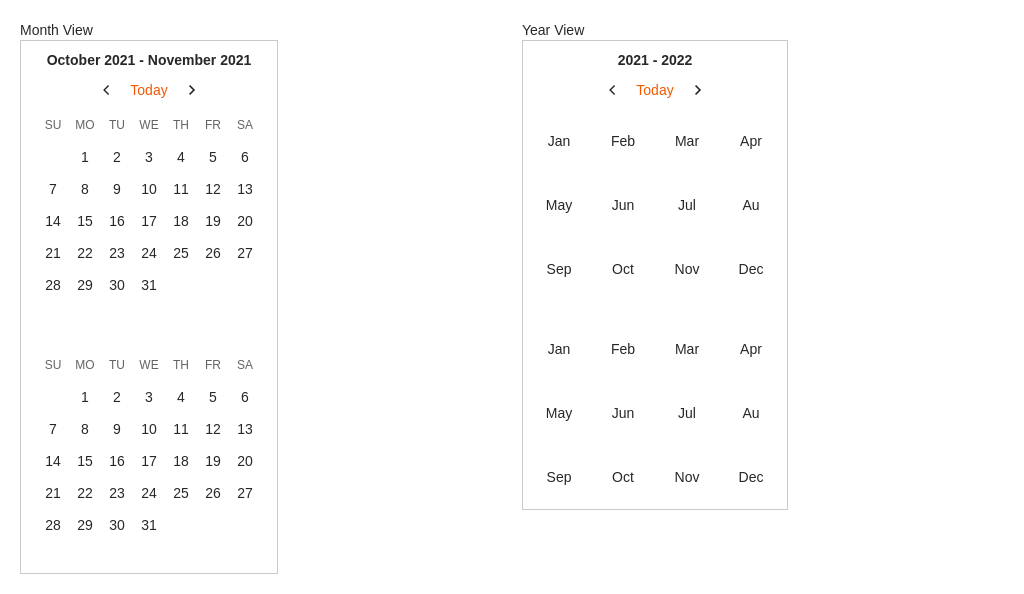 Month View
October 2021 - November 2021
Today
SU MO TU WE TH FR SA
1 2 3 4 5 6
7 8 9 10 11 12 13
14 15 16 17 18 19 20
21 22 23 24 25 26 27
28 29 30 31
SU MO TU WE TH FR SA
1 2 3 4 5 6
7 8 9 10 11 12 13
14 15 16 17 18 19 20
21 22 23 24 25 26 27
28 29 30 31
Year View
2021 - 2022
Today
Jan Feb Mar Apr
May Jun Jul Au
Sep Oct Nov Dec
Jan Feb Mar Apr
May Jun Jul Au
Sep Oct Nov Dec